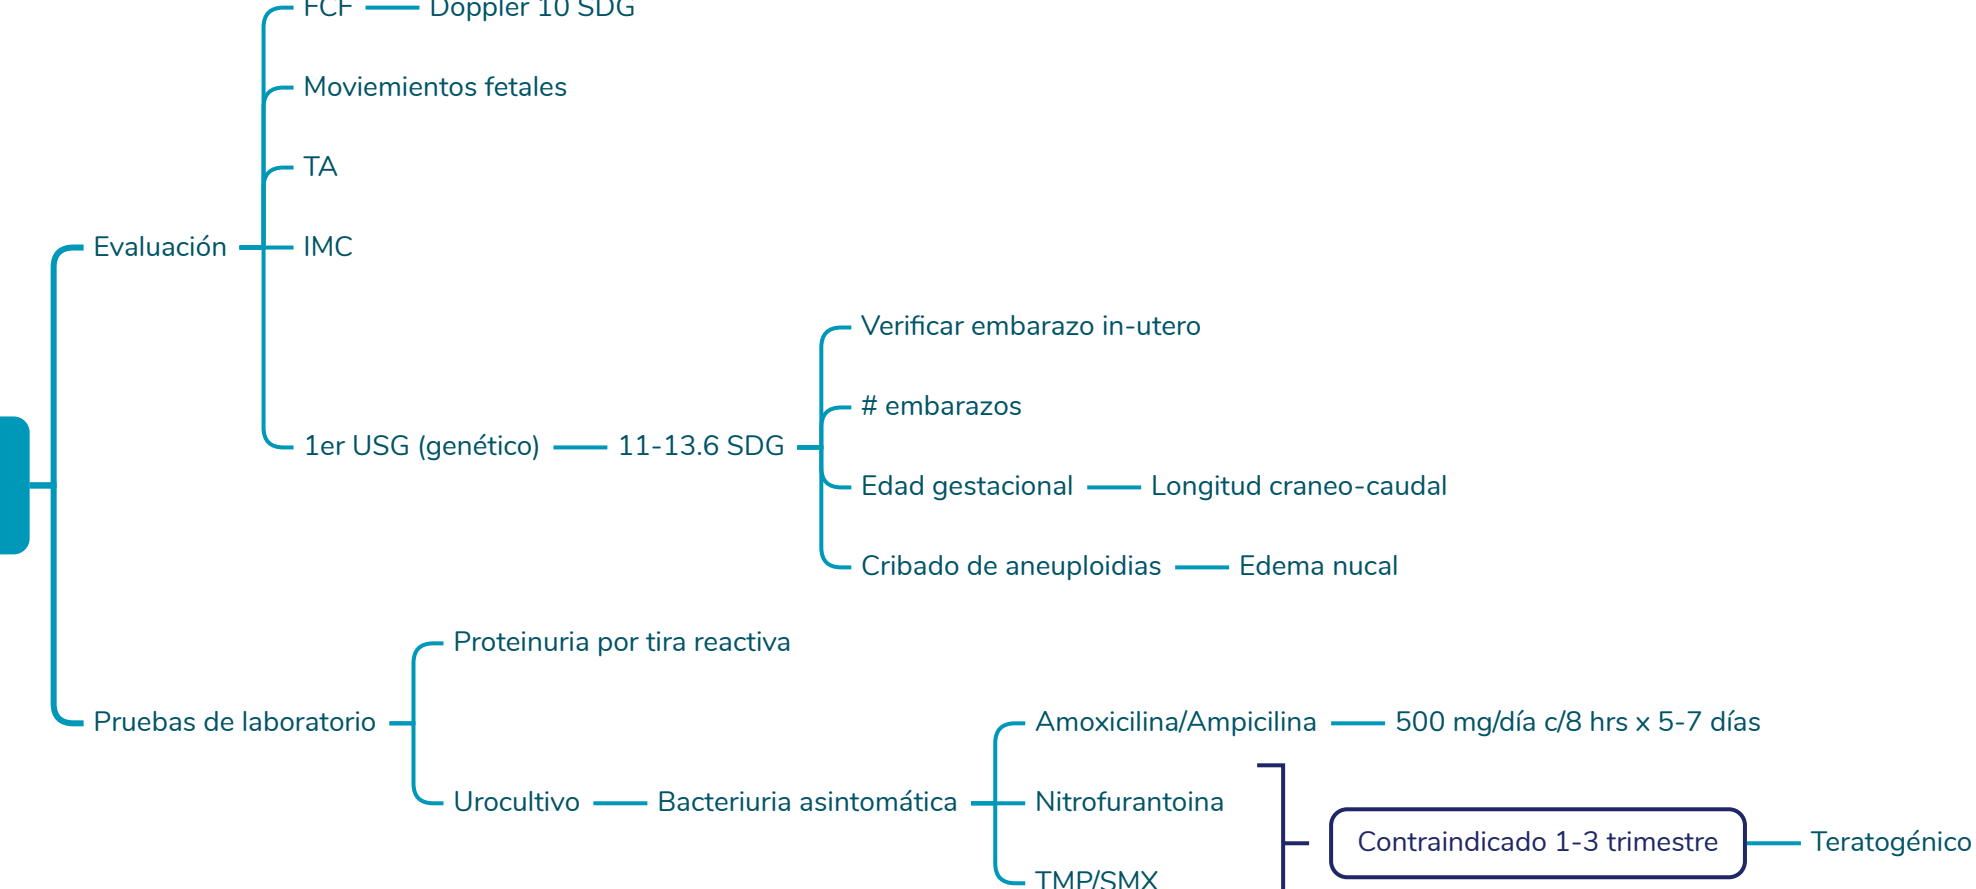 FCF
Doppler 10 SDG
Moviemientos fetales
TA
Evaluación
IMC
Verificar embarazo in-utero
# embarazos
1er USG (genético)
11-13.6 SDG
Edad gestacional
Longitud craneo-caudal
Cribado de aneuploidias
Edema nucal
Proteinuria por tira reactiva
Pruebas de laboratorio
Amoxicilina/Ampicilina
500 mg/día c/8 hrs x 5-7 días
Urocultivo
Bacteriuria asintomática
Nitrofurantoina
Contraindicado 1-3 trimestre
Teratogénico
TMP/SMX